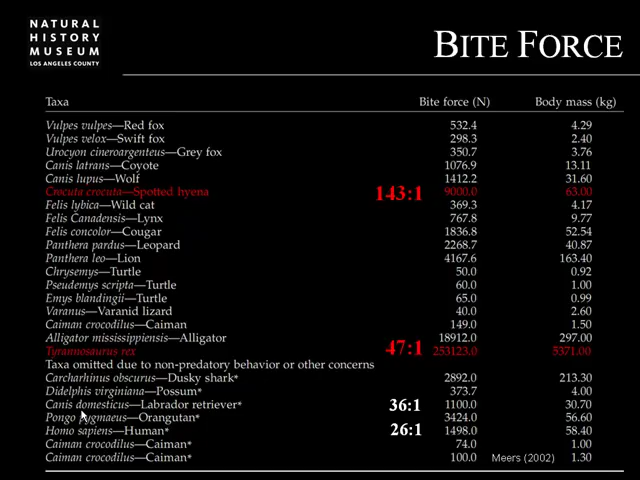 NATURAL
HISTORY
MUSEUM
LOS ANGELES COUNTY
BITE FORCE
Taxa Bite force (N) Body mass (kg)
Vulpes vulpes—Red fox 532.4 4.29
Vulpes velox—Swift fox 298.3 2.40
Urocyon cineroargenteus—Grey fox 350.7 3.76
Canis latrans—Coyote 1076.9 13.11
Canis lupus—Wolf 1412.2 31.60
Crocuta crocuta—Spotted hyena 143:1 9000.0 63.00
Felis lybica—Wild cat 369.3 4.17
Felis Canadensis—Lynx 767.8 9.77
Felis concolor—Cougar 1836.8 52.54
Panthera pardus—Leopard 2268.7 40.87
Panthera leo—Lion 4167.6 163.40
Chrysemys—Turtle 50.0 0.92
Pseudemys scripta—Turtle 60.0 1.00
Emys blandingii—Turtle 65.0 0.99
Varanus—Varanid lizard 40.0 2.60
Caiman crocodilus—Caiman 149.0 1.50
Alligator mississippiensis—Alligator 18912.0 297.00
Tyrannosaurus rex 47:1 253123.0 5371.00
Taxa omitted due to non-predatory behavior or other concerns
Carcharhinus obscurus—Dusky shark* 2892.0 213.30
Didelphis virginiana—Possum* 373.7 4.00
Canis domesticus—Labrador retriever* 36:1 1100.0 30.70
Pongo pygmaeus—Orangutan* 3424.0 56.60
Homo sapiens—Human* 26:1 1498.0 58.40
Caiman crocodilus—Caiman* 74.0 1.00
Caiman crocodilus—Caiman* 100.0 Meers (2002) 1.30